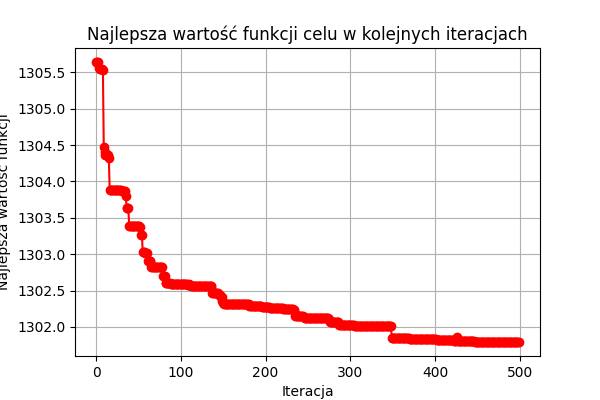 Najlepsza wartość funkcji celu w kolejnych iteracjach
Najlepsza wartość funkcji
1305.5
1305.0
1304.5
1304.0
1303.5
1303.0
1302.5
1302.0
0 100 200 300 400 500
Iteracja